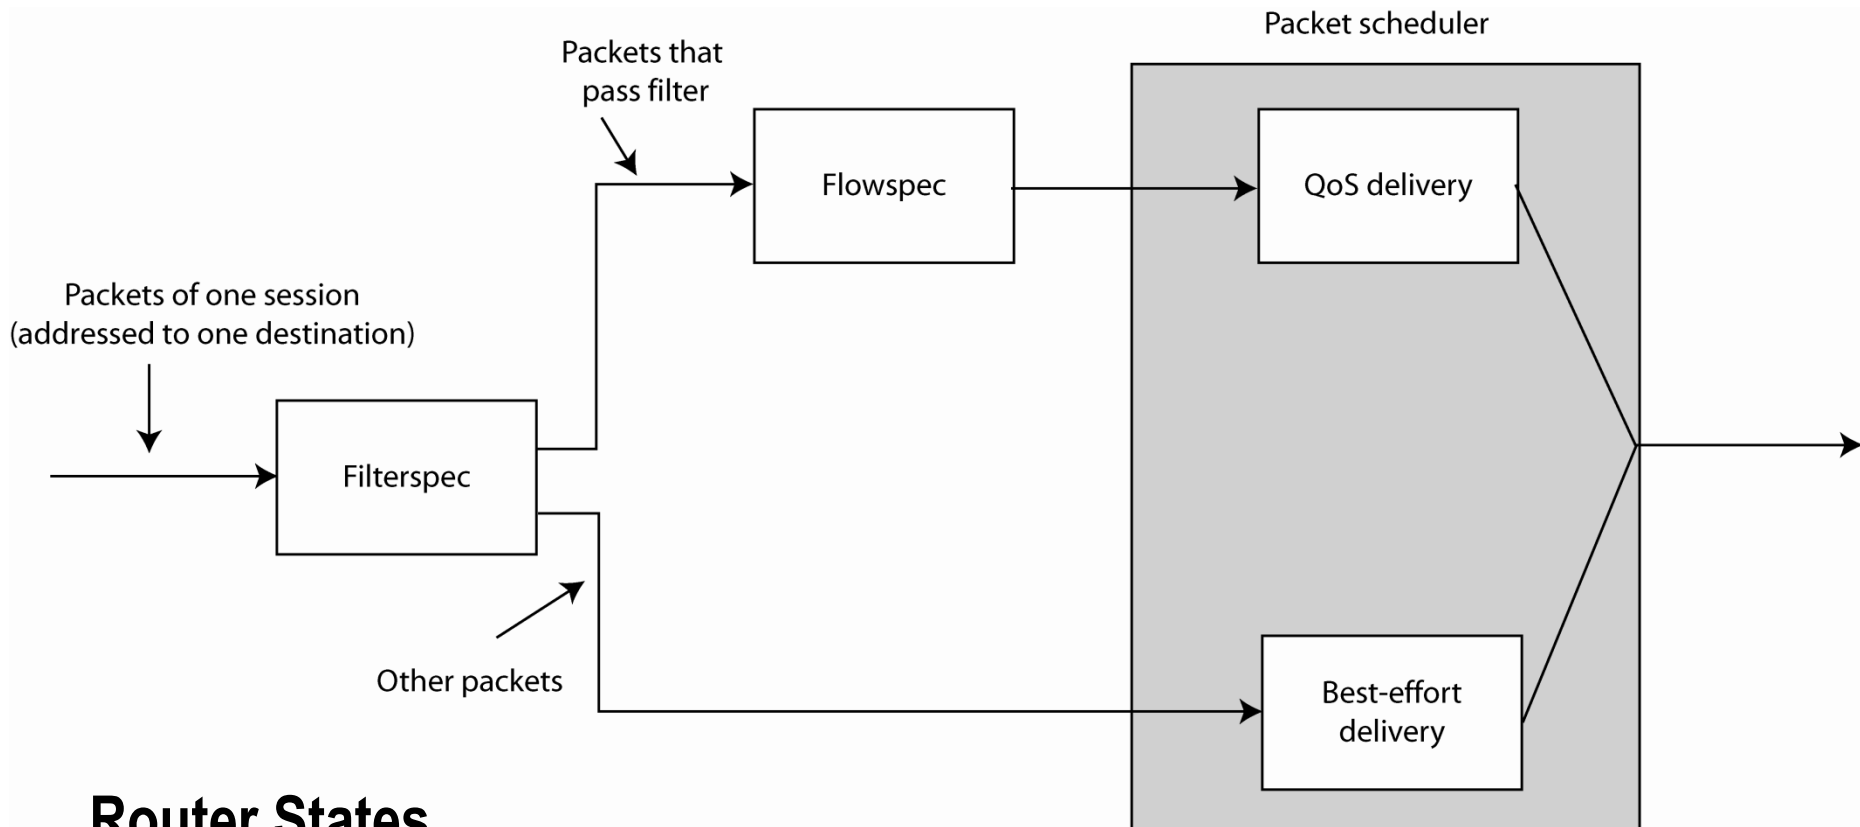 Packet scheduler
Packets that
pass filter
Flowspec
QoS delivery
Packets of one session
(addressed to one destination)
Filterspec
Other packets
Best-effort
delivery
Router States